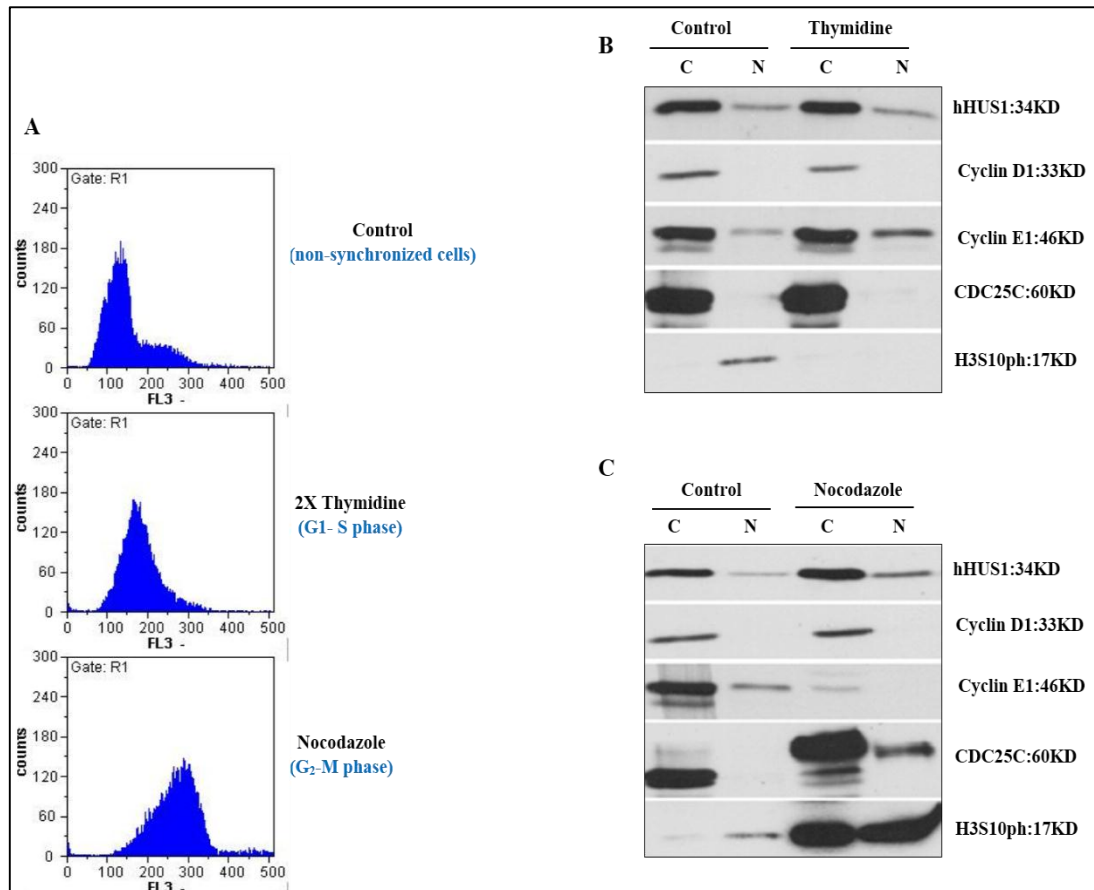 A
300
Gate: R1
240
180
120
60
0
counts
0 100 200 300 400 500
FL3 -
Control
(non-synchronized cells)
300
Gate: R1
240
180
120
60
0
counts
0 100 200 300 400 500
FL3 -
2X Thymidine
(G1- S phase)
300
Gate: R1
240
180
120
60
0
counts
0 100 200 300 400 500
FL3 -
Nocodazole
(G₂-M phase)
B
Control Thymidine
C N C N
hHUS1:34KD
Cyclin D1:33KD
Cyclin E1:46KD
CDC25C:60KD
H3S10ph:17KD
C
Control Nocodazole
C N C N
hHUS1:34KD
Cyclin D1:33KD
Cyclin E1:46KD
CDC25C:60KD
H3S10ph:17KD